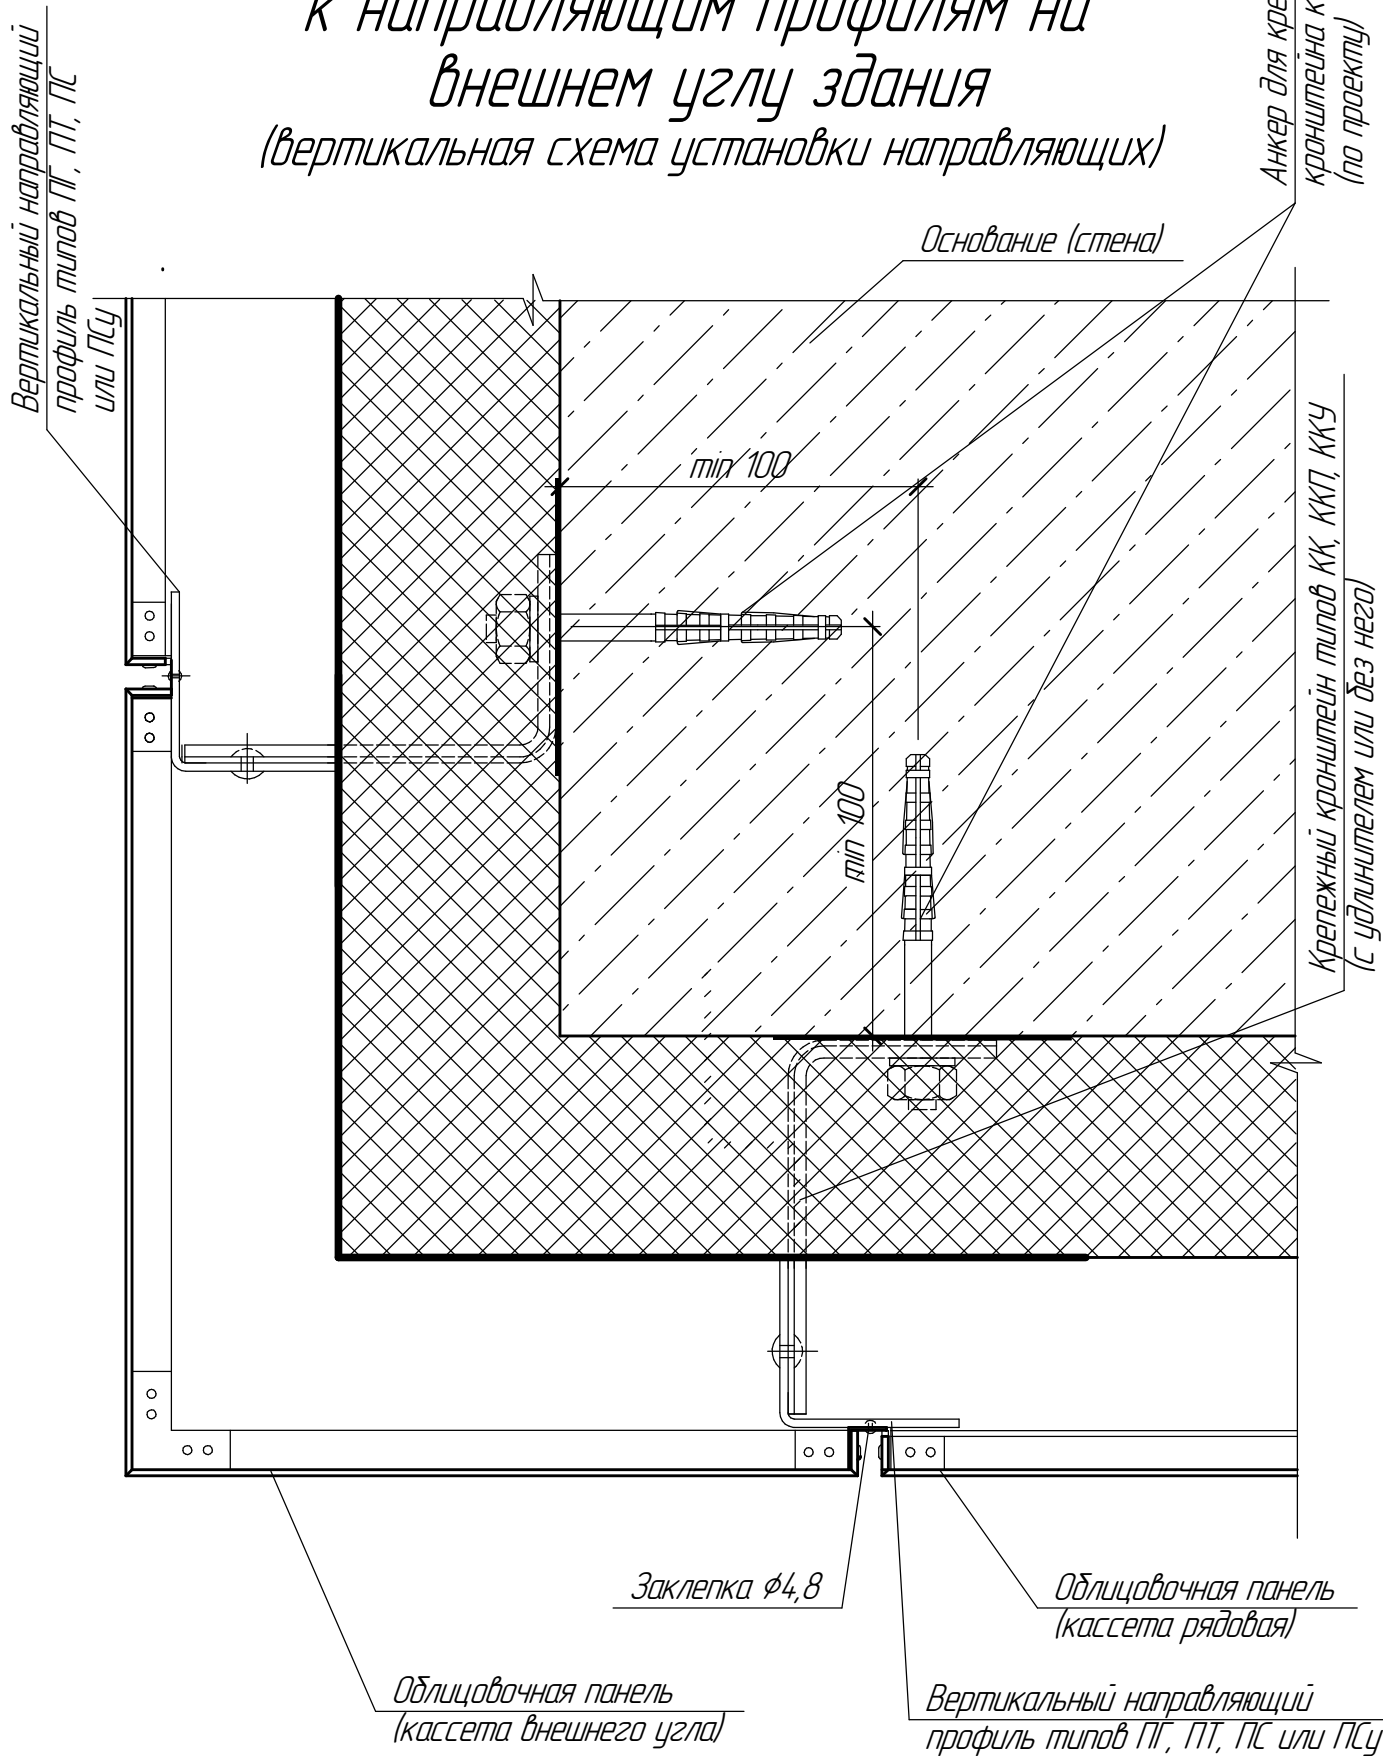 к направляющим профилям на
внешнем углу здания
(вертикальная схема установки направляющих)
Вертикальный направляющий
профиль типов ПГ, ПТ, ПС
или ПСу
Анкер для
кронштейна
(по проекту)
Основание (стена)
min 100
min 100
Крепежный кронштейн типов КК, ККП, ККУ
(с удлинителем или без него)
Заклепка ϕ4,8
Облицовочная панель
(кассета рядовая)
Облицовочная панель
(кассета внешнего угла)
Вертикальный направляющий
профиль типов ПГ, ПТ, ПС или ПСу